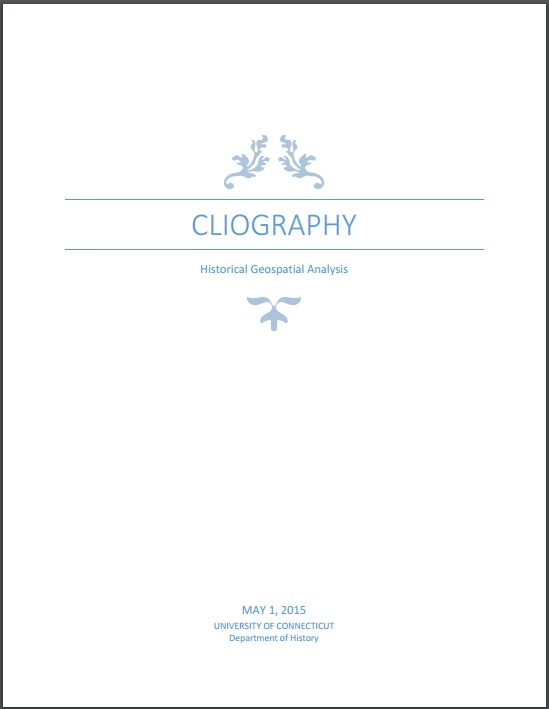 CLIOGRAPHY
Historical Geospatial Analysis
MAY 1, 2015
UNIVERSITY OF CONNECTICUT
Department of History